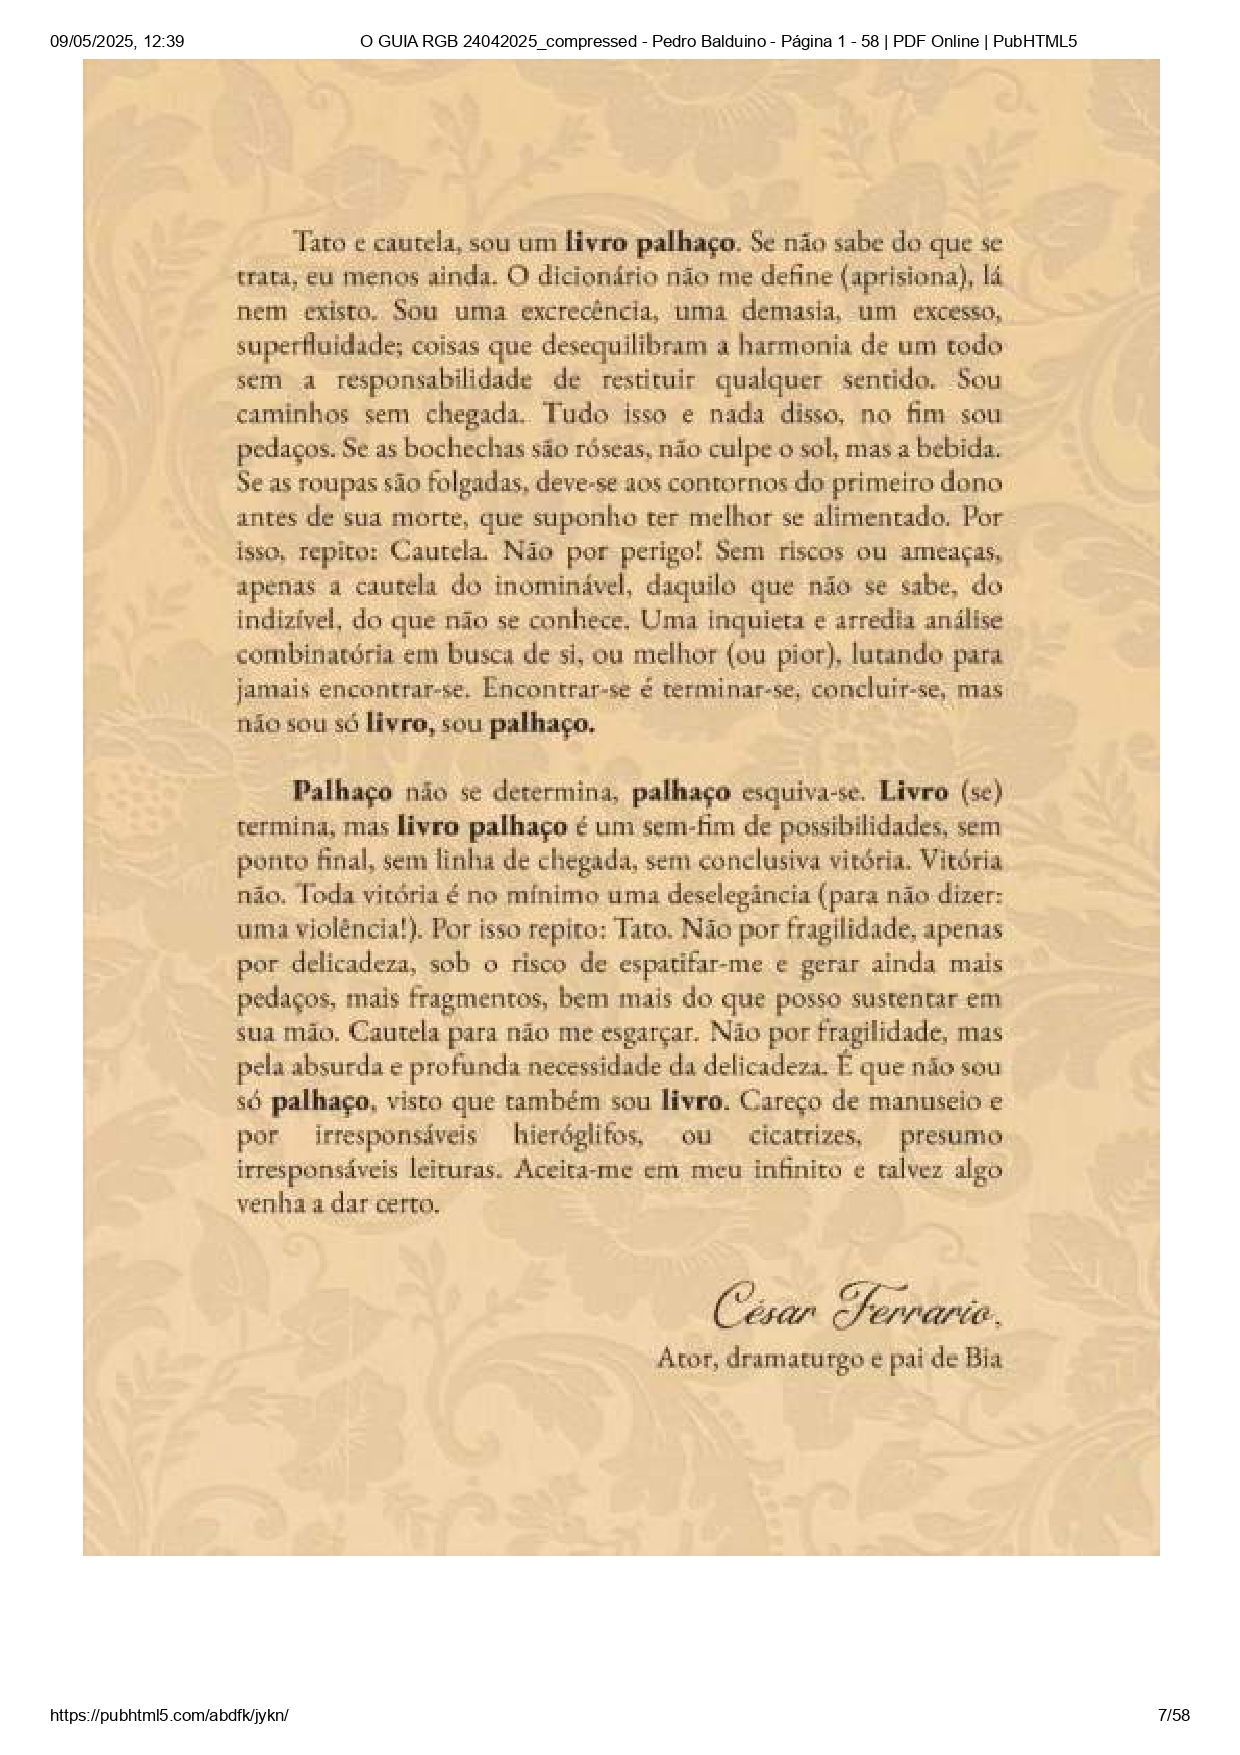 09/05/2025, 12:39
O GUIA RGB 24042025_compressed - Pedro Balduino - Página 1 - 58 | PDF Online | PubHTML5
Tato e cautela, sou um livro palhaço. Se não sabe do que se
trata, eu menos ainda. O dicionário não me define (aprisiona), lá
nem existo. Sou uma excrecência, uma demasia, um excesso,
superfluidade; coisas que desequilibram a harmonia de um todo
sem a responsabilidade de restituir qualquer sentido. Sou
caminhos sem chegada. Tudo isso e nada disso, no fim sou
pedaços. Se as bochechas são róseas, não culpe o sol, mas a bebida.
Se as roupas são folgadas, deve-se aos contornos do primeiro dono
antes de sua morte, que suponho ter melhor se alimentado. Por
isso, repito: Cautela. Não por perigo! Sem riscos ou ameaças,
apenas a cautela do inominável, daquilo que não se sabe, do
indizível, do que não se conhece. Uma inquieta e arredia análise
combinatória em busca de si, ou melhor (ou pior), lutando para
jamais encontrar-se. Encontrar-se é terminar-se, concluir-se, mas
não sou só livro, sou palhaço.
Palhaço não se determina, palhaço esquiva-se. Livro (se)
termina, mas livro palhaço é um sem-fim de possibilidades, sem
ponto final, sem linha de chegada, sem conclusiva vitória. Vitória
não. Toda vitória é no mínimo uma deselegância (para não dizer:
uma violência!). Por isso repito: Tato. Não por fragilidade, apenas
por delicadeza, sob o risco de espatifar-me e gerar ainda mais
pedaços, mais fragmentos, bem mais do que posso sustentar em
sua mão. Cautela para não me esgarçar. Não por fragilidade, mas
pela absurda e profunda necessidade da delicadeza. É que não sou
só palhaço, visto que também sou livro. Careço de manuseio e
por irresponsáveis hieróglifos, ou cicatrizes, presumo
irresponsáveis leituras. Aceita-me em meu infinito e talvez algo
venha a dar certo.
César Ferrario.
Ator, dramaturgo e pai de Bia
https://pubhtml5.com/abdfk/jykn/
7/58